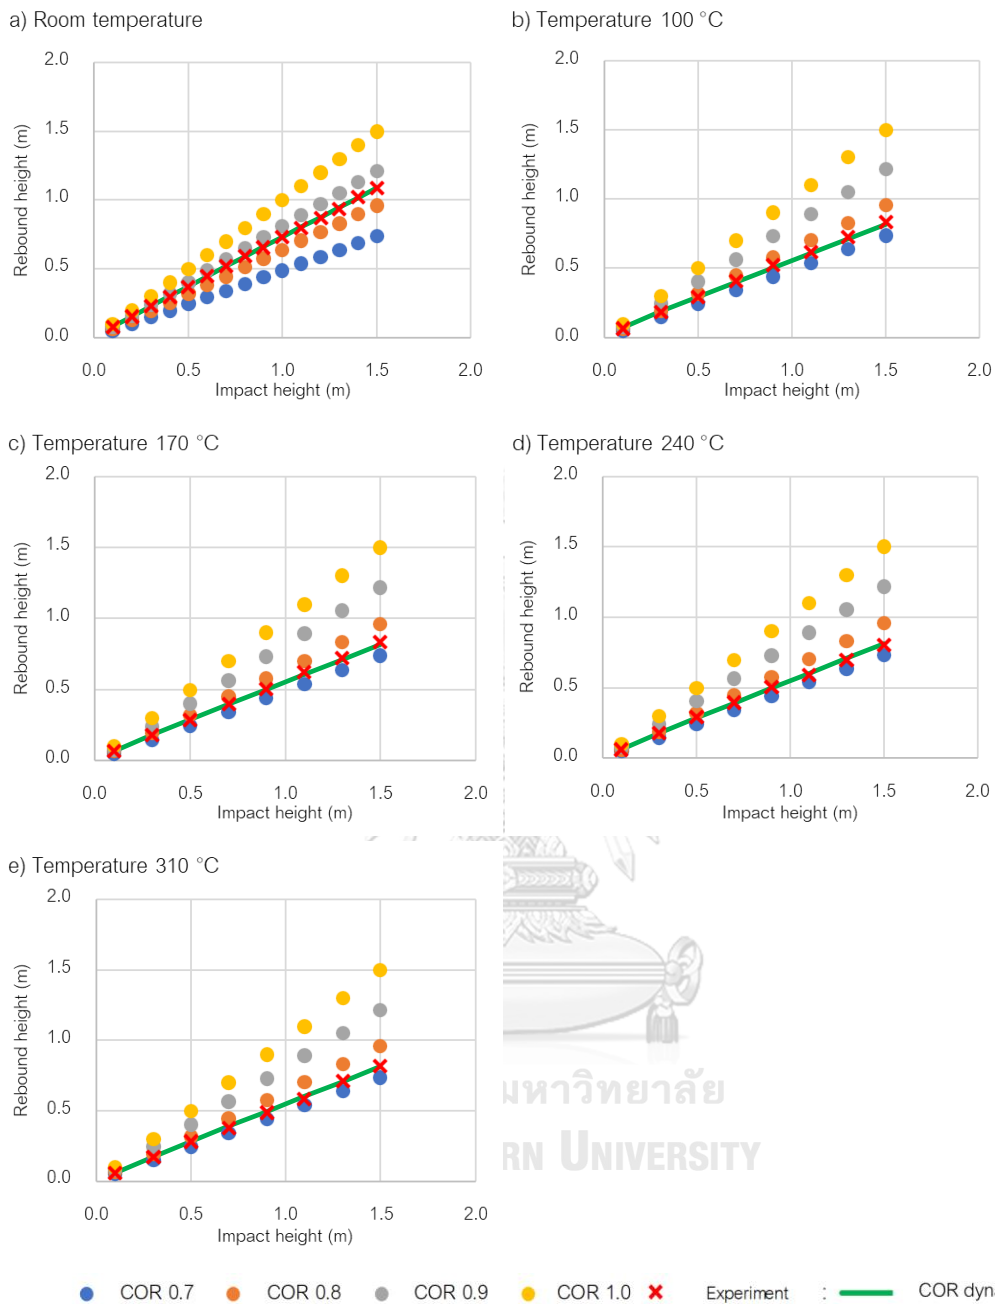 a) Room temperature
2.0
1.5
1.0
0.5
0.0
0.0 0.5 1.0 1.5 2.0
Rebound height (m)
Impact height (m)
b) Temperature 100 °C
2.0
1.5
1.0
0.5
0.0
0.0 0.5 1.0 1.5 2.0
Rebound height (m)
Impact height (m)
c) Temperature 170 °C
2.0
1.5
1.0
0.5
0.0
0.0 0.5 1.0 1.5 2.0
Rebound height (m)
Impact height (m)
d) Temperature 240 °C
2.0
1.5
1.0
0.5
0.0
0.0 0.5 1.0 1.5 2.0
Rebound height (m)
Impact height (m)
e) Temperature 310 °C
2.0
1.5
1.0
0.5
0.0
0.0 0.5 1.0 1.5 2.0
Rebound height (m)
Impact height (m)
มหาวิทยาลัย
RN UNIVERSITY
COR 0.7 COR 0.8 COR 0.9 COR 1.0 Experiment : COR dyn